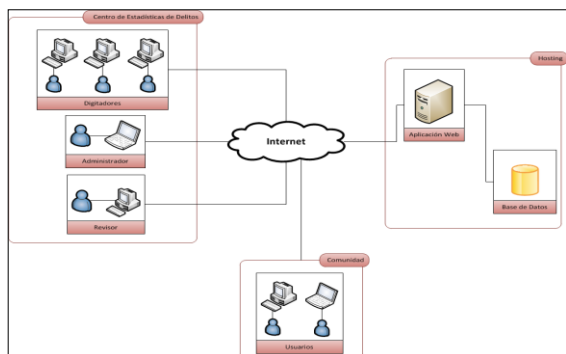 Centro de Estadísticas de Delitos
Digitadores
Administrador
Revisor
Internet
Hosting
Aplicación Web
Base de Datos
Comunidad
Usuarios